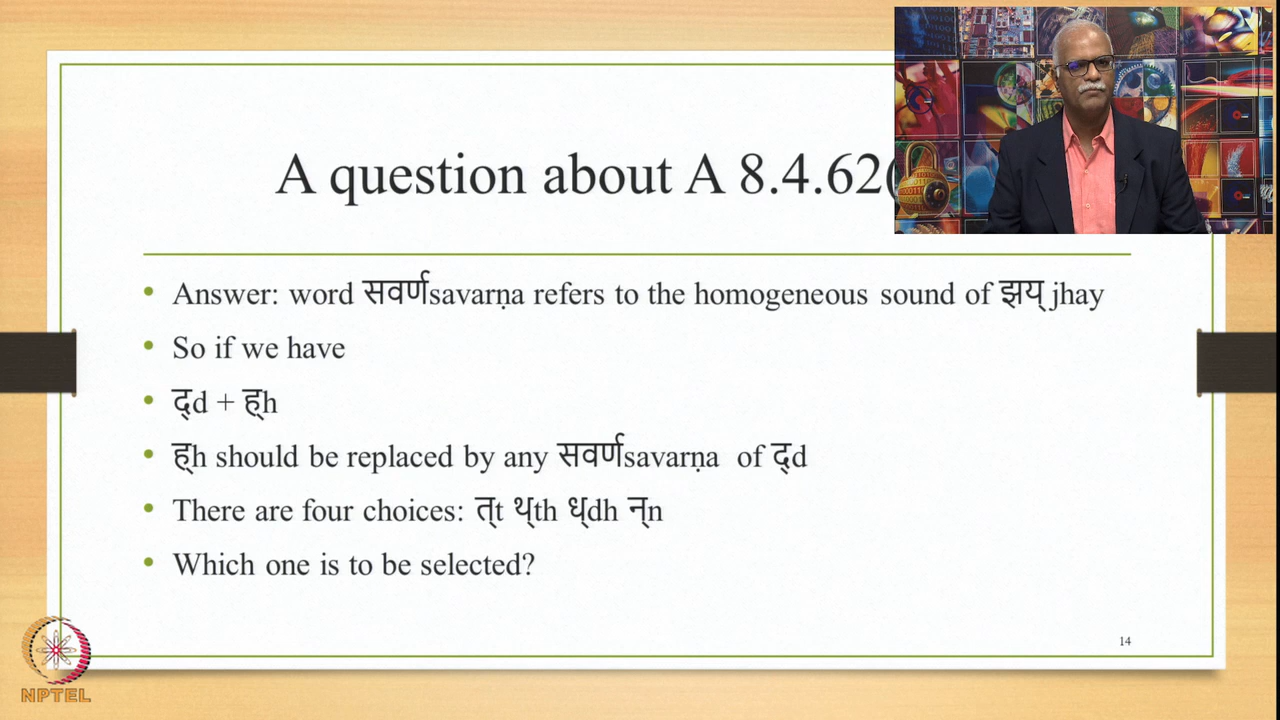 A question about A 8.4.62(
Answer: word सवर्णsavarṇa refers to the homogeneous sound of झय् jhay
So if we have
द्d + ह्h
ह्h should be replaced by any सवर्णsavarṇa of द्d
There are four choices: त्t थ्th ध्dh न्n
Which one is to be selected?
14
NPTEL